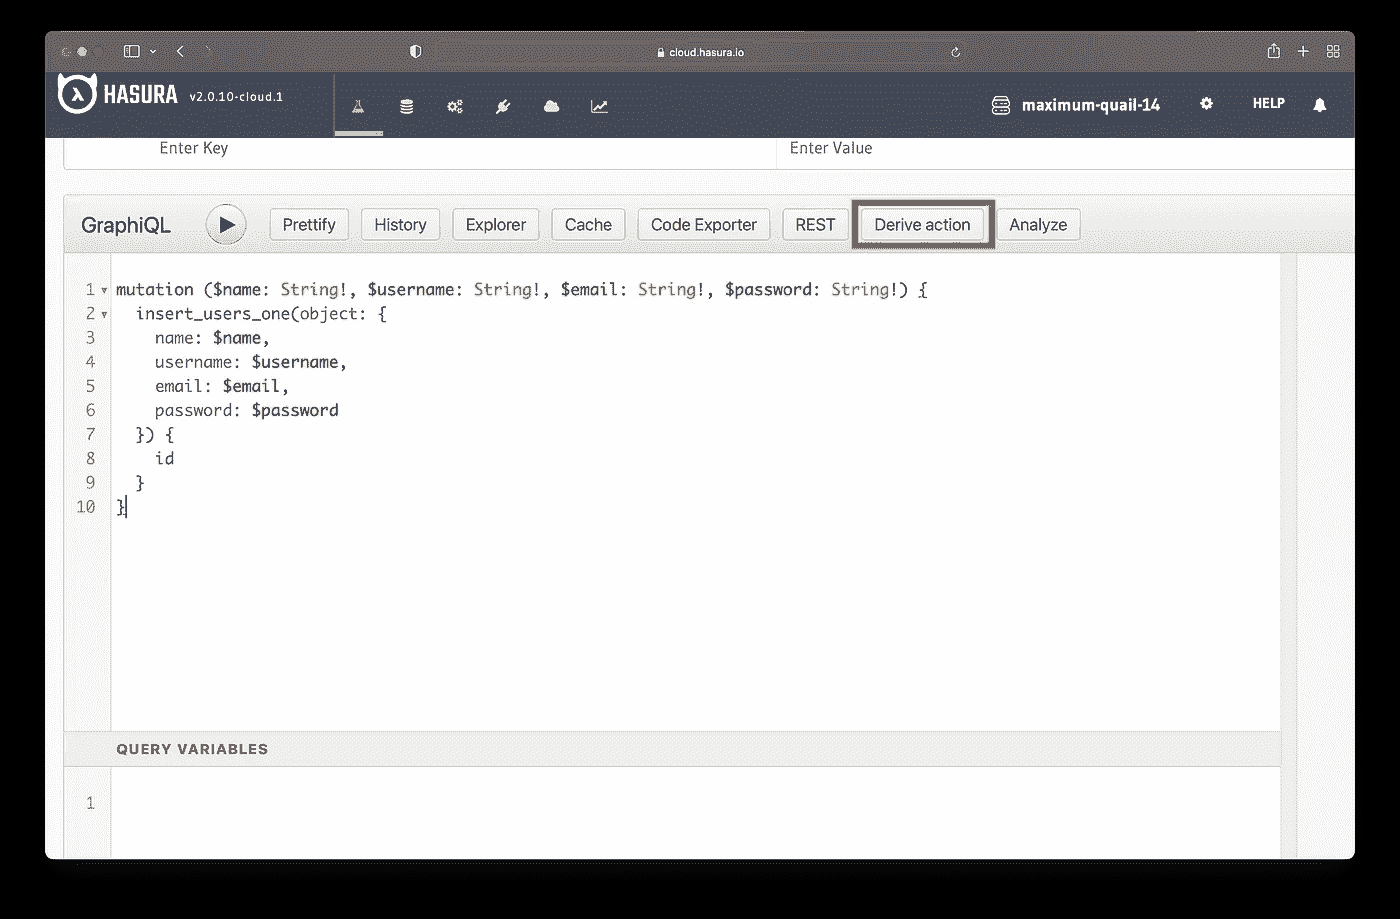 cloud.hasura.io
HASURA v2.0.10-cloud.1 maximum-quail-14 HELP
Enter Key Enter Value
GraphiQL Prettify History Explorer Cache Code Exporter REST Derive action Analyze
1 mutation ($name: String!, $username: String!, $email: String!, $password: String!) {
2 insert_users_one(object: {
3 name: $name,
4 username: $username,
5 email: $email,
6 password: $password
7 }) {
8 id
9 }
10 }
QUERY VARIABLES
1